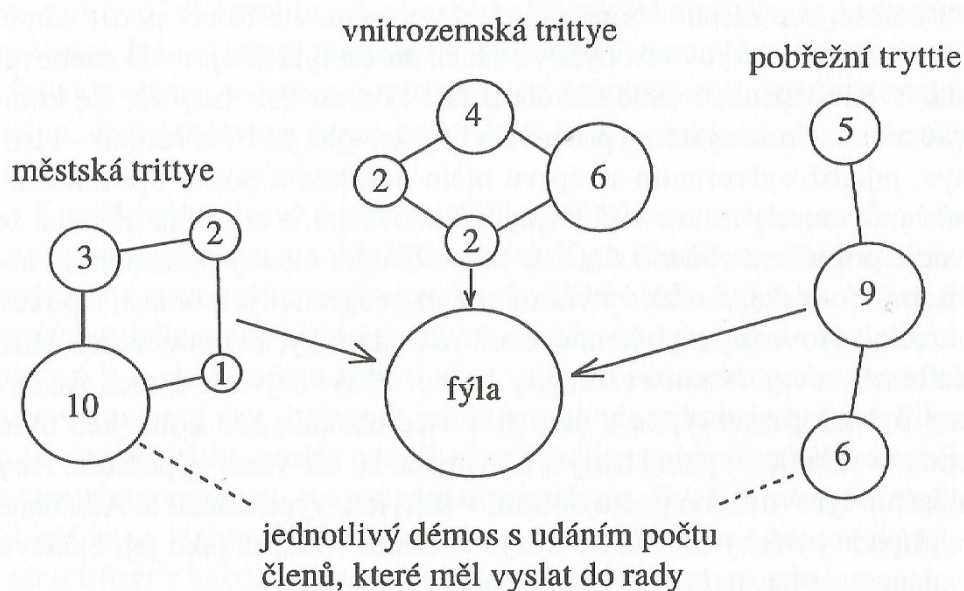 vnitrozemská trittye
4
2
6
2
městská trittye
3
2
10
1
pobřežní tryttie
5
9
6
fýla
jednotlivý démos s udáním počtu
členů, které měl vyslat do rady